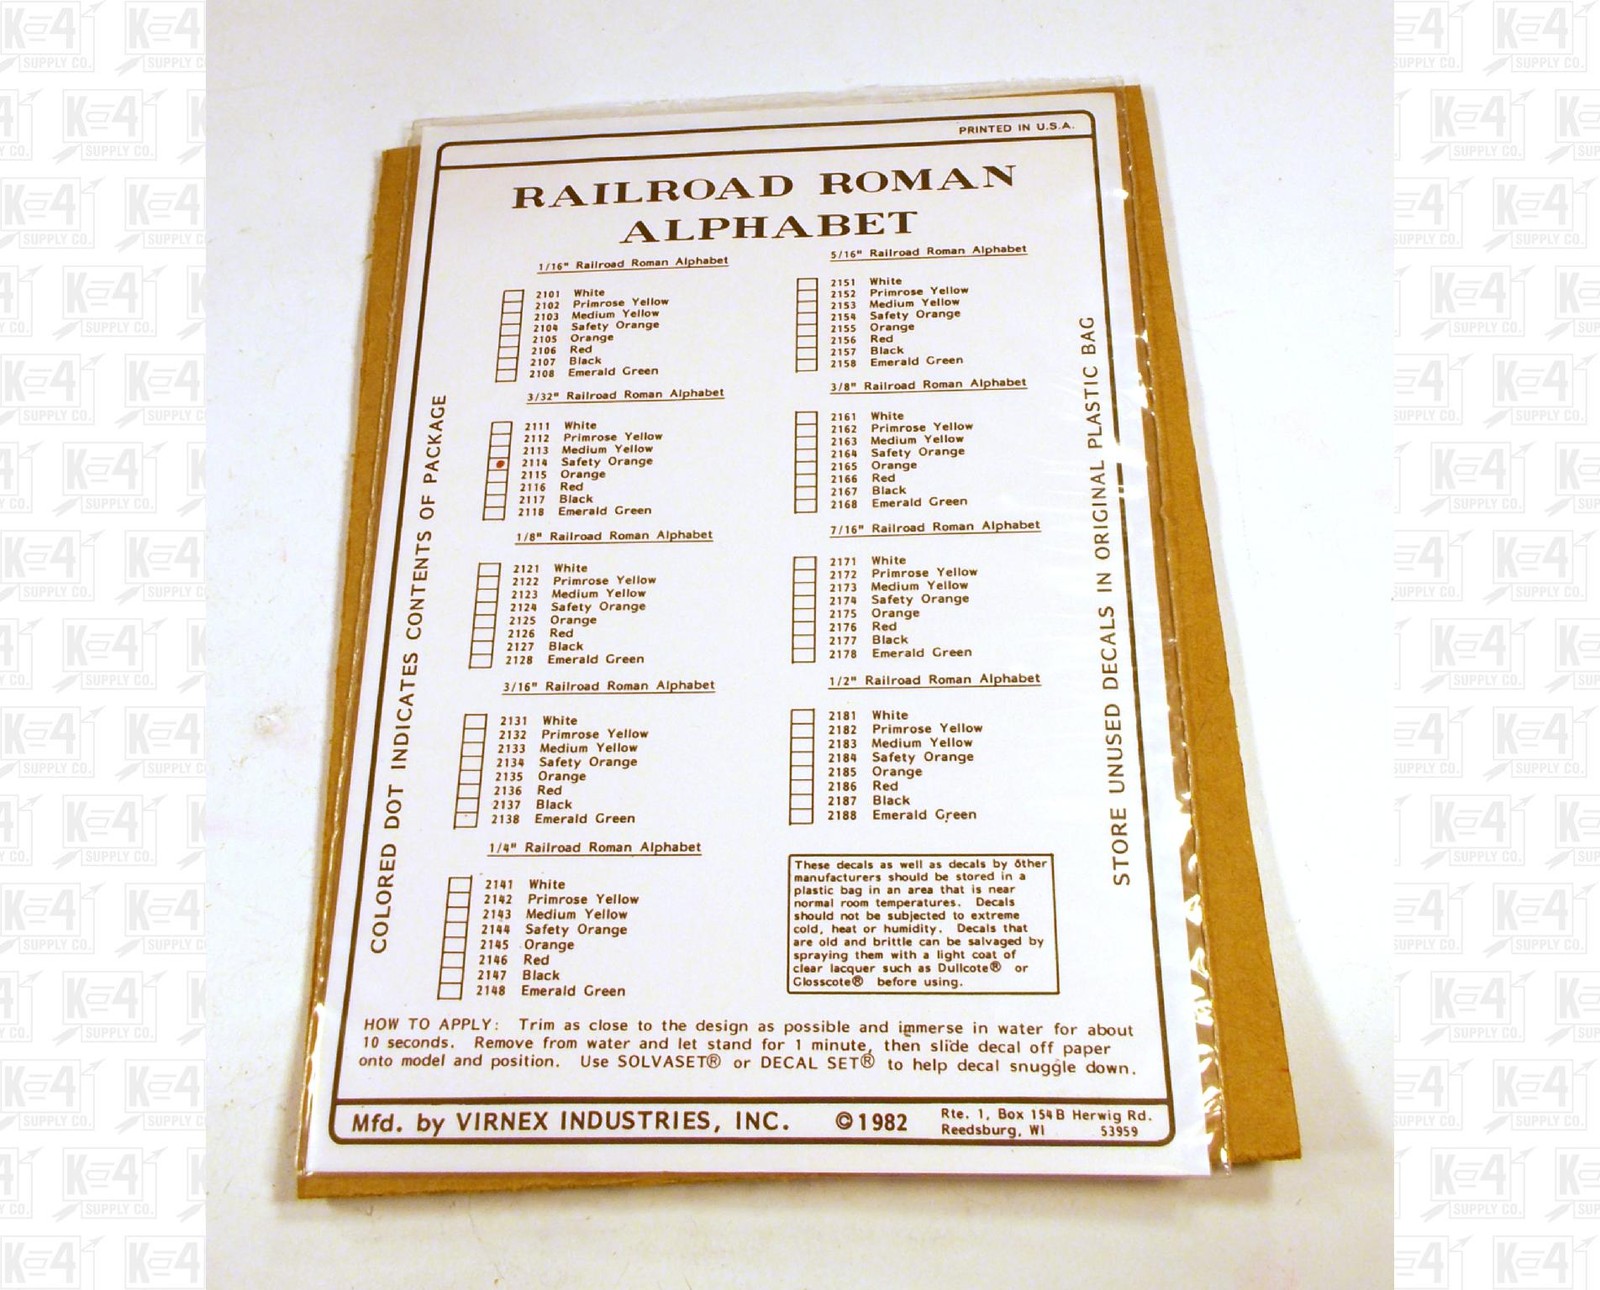 PRINTED IN U.S.A.
RAILROAD ROMAN
ALPHABET
1/16" Railroad Roman Alphabet
2101 White
2102 Primrose Yellow
2103 Medium Yellow
2104 Safety Orange
2105 Orange
2106 Red
2107 Black
2108 Emerald Green
3/32" Railroad Roman Alphabet
2111 White
2112 Primrose Yellow
2113 Medium Yellow
2114 Safety Orange
2115 Orange
2116 Red
2117 Black
2118 Emerald Green
1/8" Railroad Roman Alphabet
2121 White
2122 Primrose Yellow
2123 Medium Yellow
2124 Safety Orange
2125 Orange
2126 Red
2127 Black
2128 Emerald Green
3/16" Railroad Roman Alphabet
2131 White
2132 Primrose Yellow
2133 Medium Yellow
2134 Safety Orange
2135 Orange
2136 Red
2137 Black
2138 Emerald Green
1/4" Railroad Roman Alphabet
2141 White
2142 Primrose Yellow
2143 Medium Yellow
2144 Safety Orange
2145 Orange
2146 Red
2147 Black
2148 Emerald Green
5/16" Railroad Roman Alphabet
2151 White
2152 Primrose Yellow
2153 Medium Yellow
2154 Safety Orange
2155 Orange
2156 Red
2157 Black
2158 Emerald Green
3/8" Railroad Roman Alphabet
2161 White
2162 Primrose Yellow
2163 Medium Yellow
2164 Safety Orange
2165 Orange
2166 Red
2167 Black
2168 Emerald Green
7/16" Railroad Roman Alphabet
2171 White
2172 Primrose Yellow
2173 Medium Yellow
2174 Safety Orange
2175 Orange
2176 Red
2177 Black
2178 Emerald Green
1/2" Railroad Roman Alphabet
2181 White
2182 Primrose Yellow
2183 Medium Yellow
2184 Safety Orange
2185 Orange
2186 Red
2187 Black
2188 Emerald Green
These decals as well as decals by other
manufacturers should be stored in a
plastic bag in an area that is near
normal room temperatures. Decals
should not be subjected to extreme
cold, heat or humidity. Decals that
are old and brittle can be salvaged by
spraying them with a light coat of
clear lacquer such as Dullcote® or
Glosscote® before using.
COLORED DOT INDICATES CONTENTS OF PACKAGE
STORE UNUSED DECALS IN ORIGINAL PLASTIC BAG
HOW TO APPLY: Trim as close to the design as possible and immerse in water for about
10 seconds. Remove from water and let stand for 1 minute, then slide decal off paper
onto model and position. Use SOLVASET® or DECAL SET® to help decal snuggle down.
Mfd. by VIRNEX INDUSTRIES, INC. ©1982
Rte. 1, Box 154B Herwig Rd.
Reedsburg, WI 53959
K-4
SUPPLY CO.